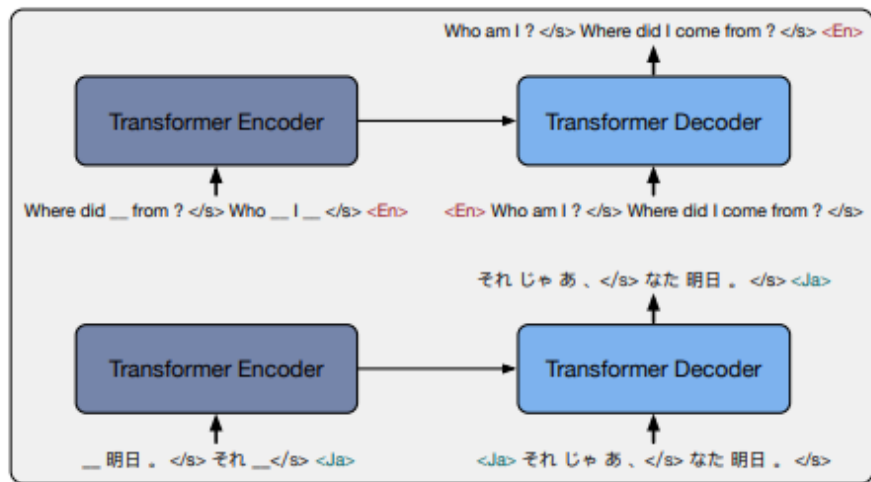 Who am I ? </s> Where did I come from ? </s> <En>
Transformer Encoder
Transformer Decoder
Where did __ from ? </s> Who __ I __ </s> <En>
<En> Who am I ? </s> Where did I come from ? </s>
それ じゃ あ 、 </s> なた 明日 。 </s> <Ja>
Transformer Encoder
Transformer Decoder
__ 明日 。 </s> それ __</s> <Ja>
<Ja> それ じゃ あ 、 </s> なた 明日 。 </s>